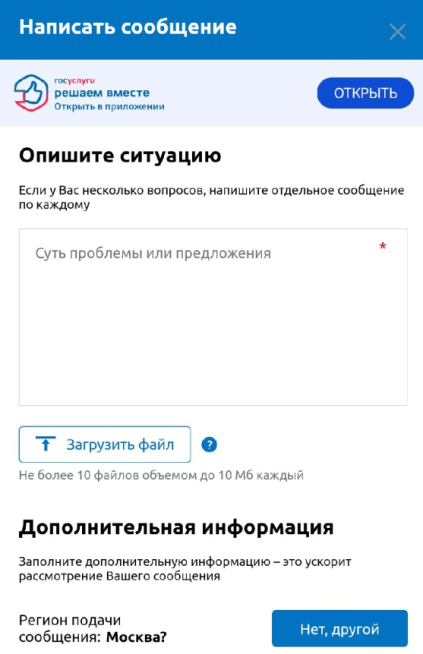 Написать сообщение
госуслуги
решаем вместе
Открыть в приложении
ОТКРЫТЬ
Опишите ситуацию
Если у Вас несколько вопросов, напишите отдельное сообщение
по каждому
Суть проблемы или предложения *
Загрузить файл ?
Не более 10 файлов объемом до 10 Мб каждый
Дополнительная информация
Заполните дополнительную информацию – это ускорит
рассмотрение Вашего сообщения
Регион подачи
сообщения: Москва?
Нет, другой